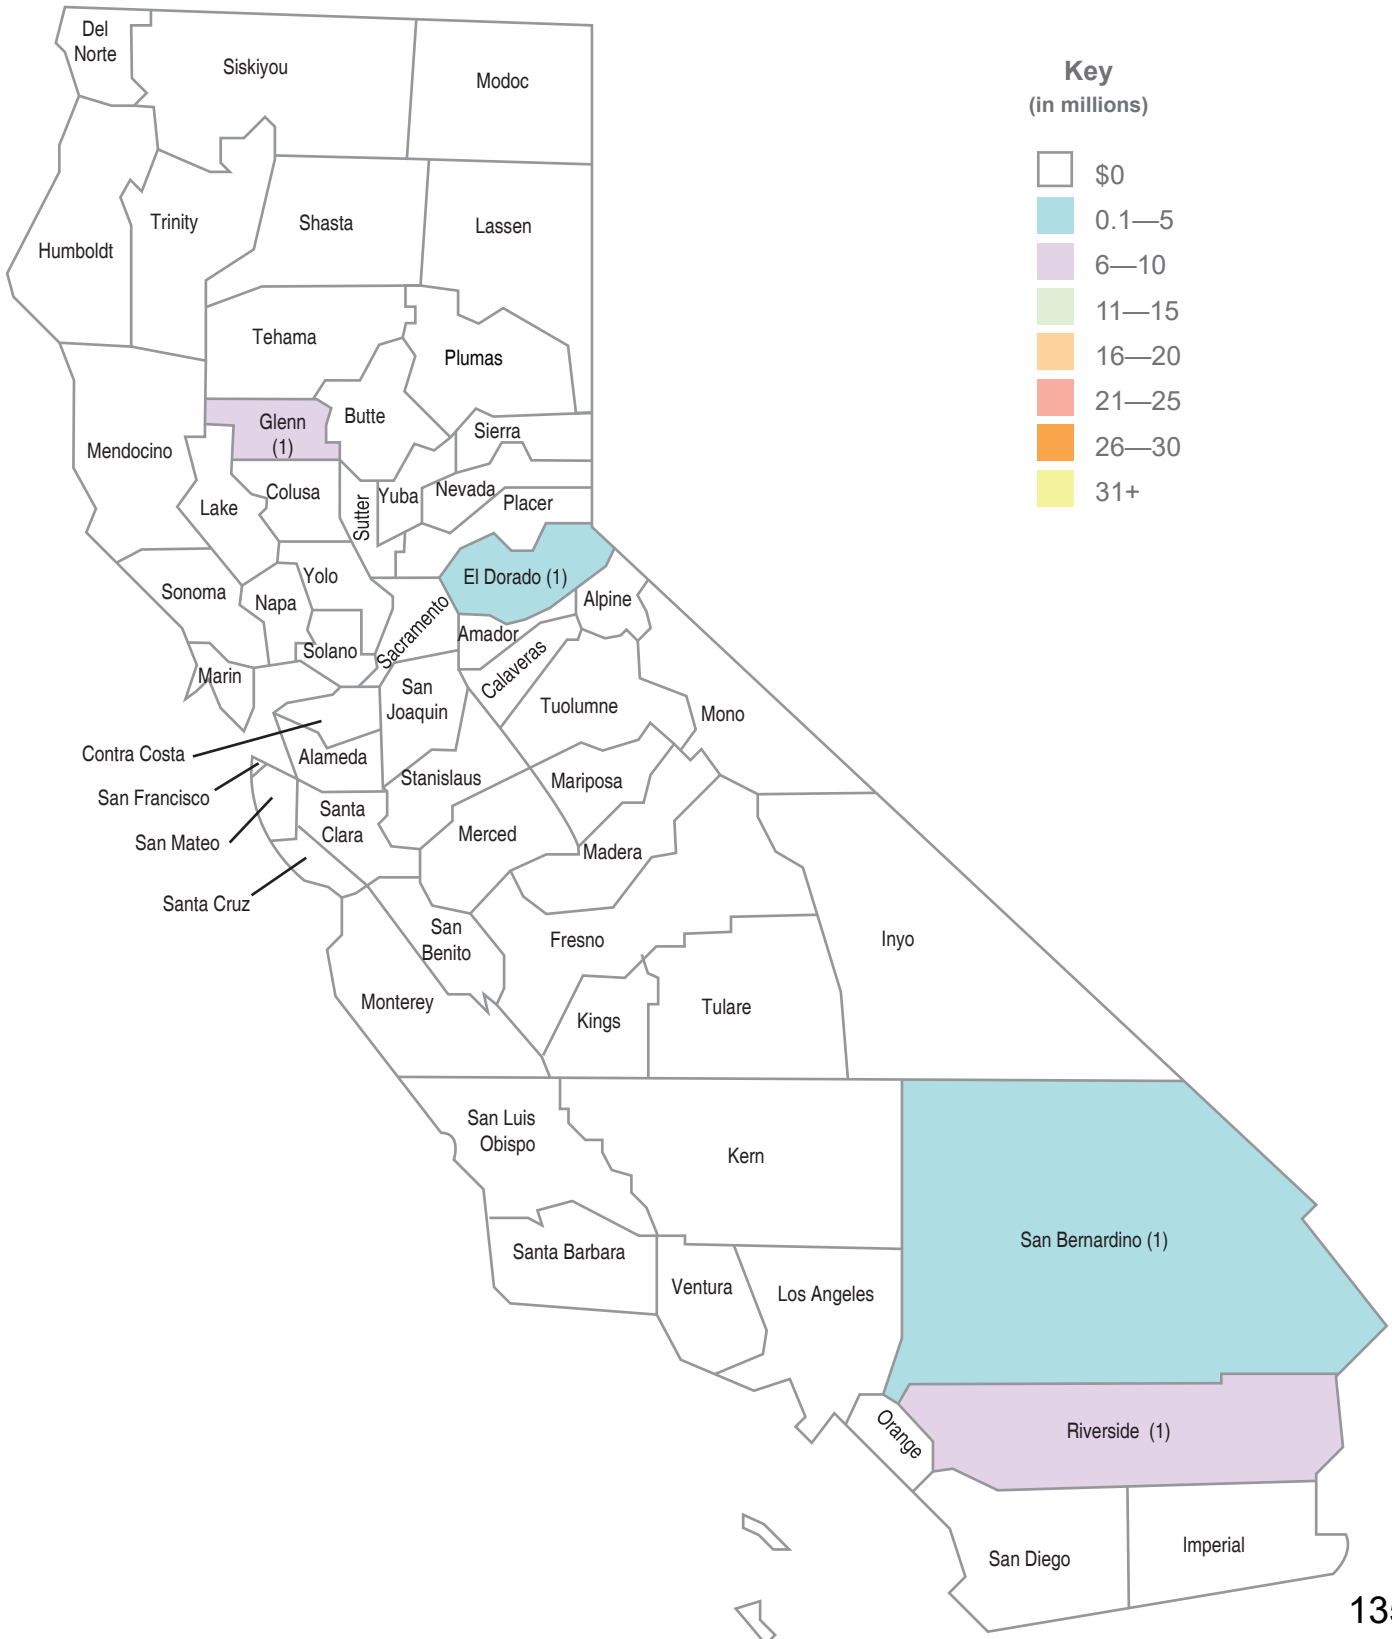 Del
Norte
Siskiyou
Modoc
Key
(in millions)
$0
0.1—5
6—10
11—15
16—20
21—25
26—30
31+
Humboldt
Trinity
Shasta
Lassen
Tehama
Plumas
Mendocino
Glenn
(1)
Butte
Sierra
Lake
Colusa
Sutter
Yuba
Nevada
Placer
Sonoma
Napa
Yolo
El Dorado (1)
Alpine
Marin
Solano
Sacramento
Amador
Calaveras
San
Joaquin
Tuolumne
Mono
Contra Costa
Alameda
Stanislaus
Mariposa
San Francisco
Santa
Clara
Merced
San Mateo
Madera
Santa Cruz
San
Benito
Fresno
Inyo
Monterey
Kings
Tulare
San Luis
Obispo
Kern
Santa Barbara
Ventura
Los Angeles
San Bernardino (1)
Orange
Riverside (1)
San Diego
Imperial